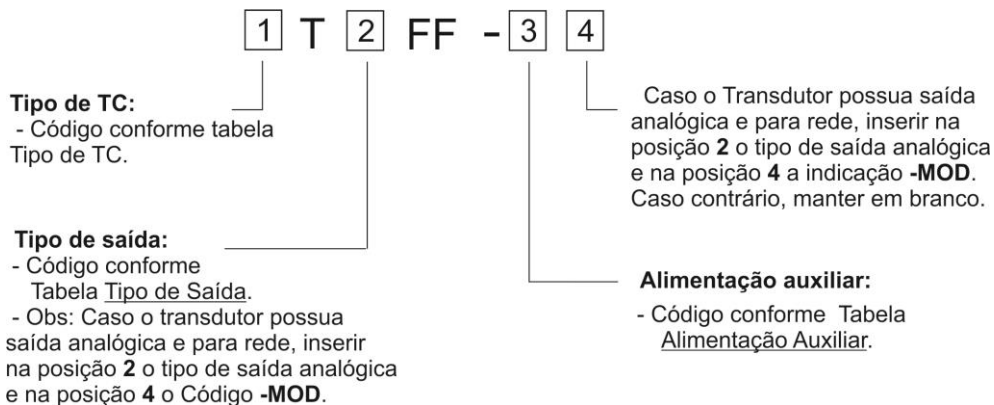 1 T 2 FF - 3 4
Tipo de TC:
- Código conforme tabela
Tipo de TC.
Tipo de saída:
- Código conforme
Tabela Tipo de Saída.
- Obs: Caso o transdutor possua
saída analógica e para rede, inserir
na posição 2 o tipo de saída analógica
e na posição 4 o Código -MOD.
Caso o Transdutor possua saída
analógica e para rede, inserir na
posição 2 o tipo de saída analógica
e na posição 4 a indicação -MOD.
Caso contrário, manter em branco.
Alimentação auxiliar:
- Código conforme Tabela
Alimentação Auxiliar.